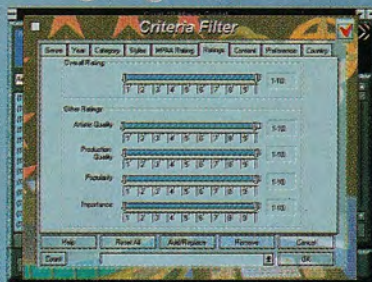 Criteria Filter
Genre Year Category Styles MPAA Rating Ratings Content Preference Country
Overall Rating
1 2 3 4 5 6 7 8 9 1-10
Other Ratings
Artistic Quality 1 2 3 4 5 6 7 8 9 1-10
Production
Quality 1 2 3 4 5 6 7 8 9 1-10
Popularity 1 2 3 4 5 6 7 8 9 1-10
Importance 1 2 3 4 5 6 7 8 9 1-10
Help Reset All Add/Replace Remove Cancel
Count OK